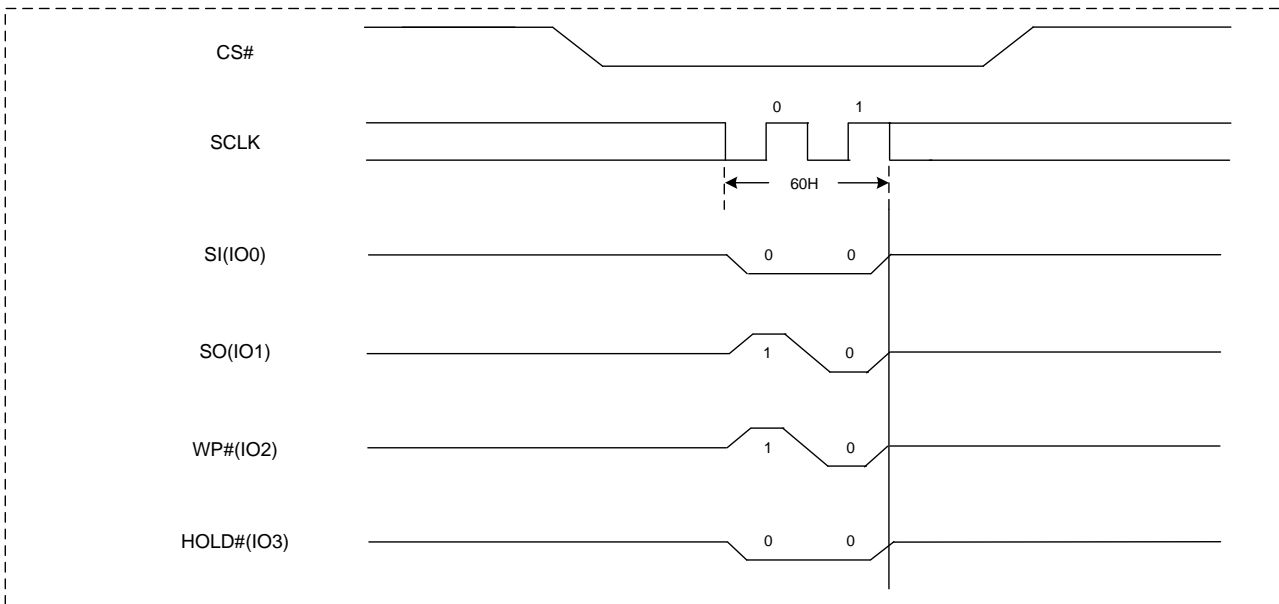 CS#
0 1
SCLK
60H
SI(IO0) 0 0
SO(IO1) 1 0
WP#(IO2) 1 0
HOLD#(IO3) 0 0